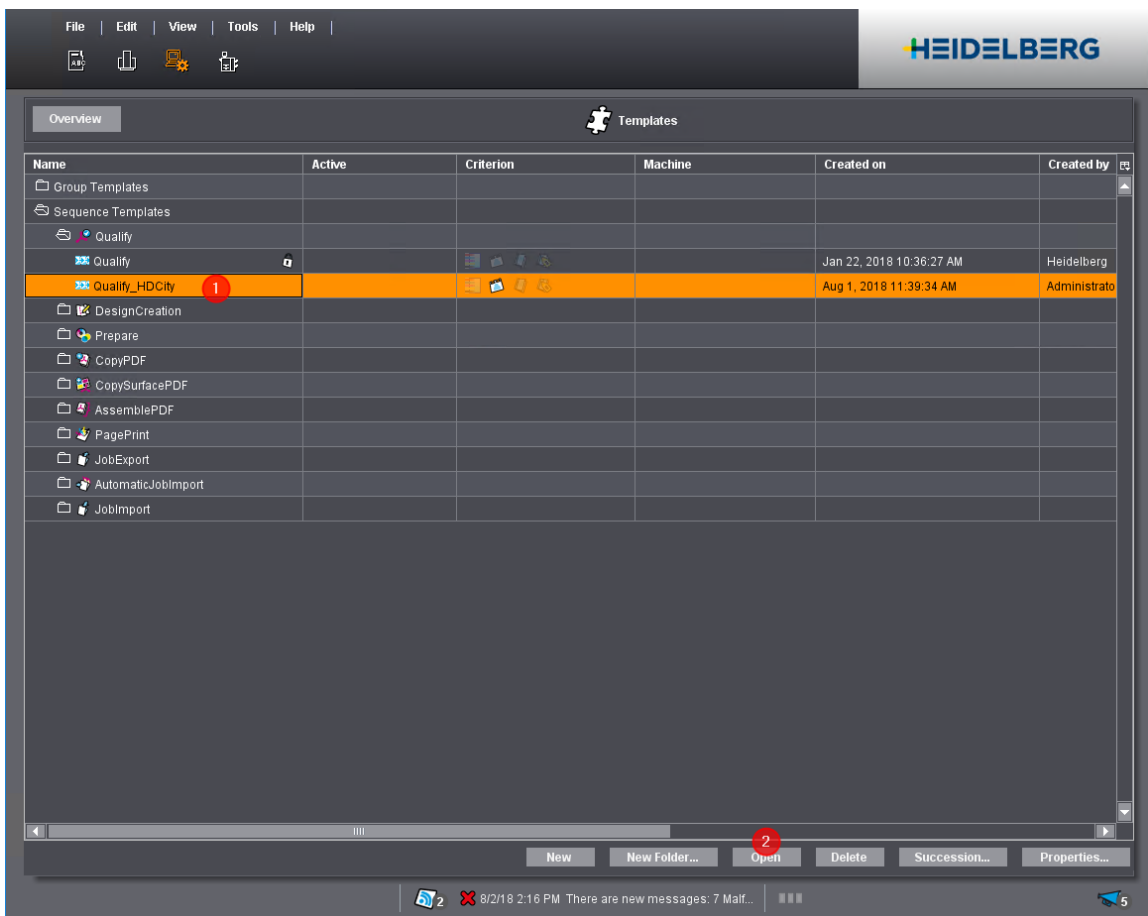 File | Edit | View | Tools | Help |
HEIDELBERG
Overview
Templates
Name Active Criterion Machine Created on Created by
Group Templates
Sequence Templates
Qualify
Qualify Jan 22, 2018 10:36:27 AM Heidelberg
Qualify_HDCity 1 Aug 1, 2018 11:39:34 AM Administrato
DesignCreation
Prepare
CopyPDF
CopySurfacePDF
AssemblePDF
PagePrint
JobExport
AutomaticJobImport
JobImport
2
New New Folder... Open Delete Succession... Properties...
2 8/2/18 2:16 PM There are new messages: 7 Malf... 5